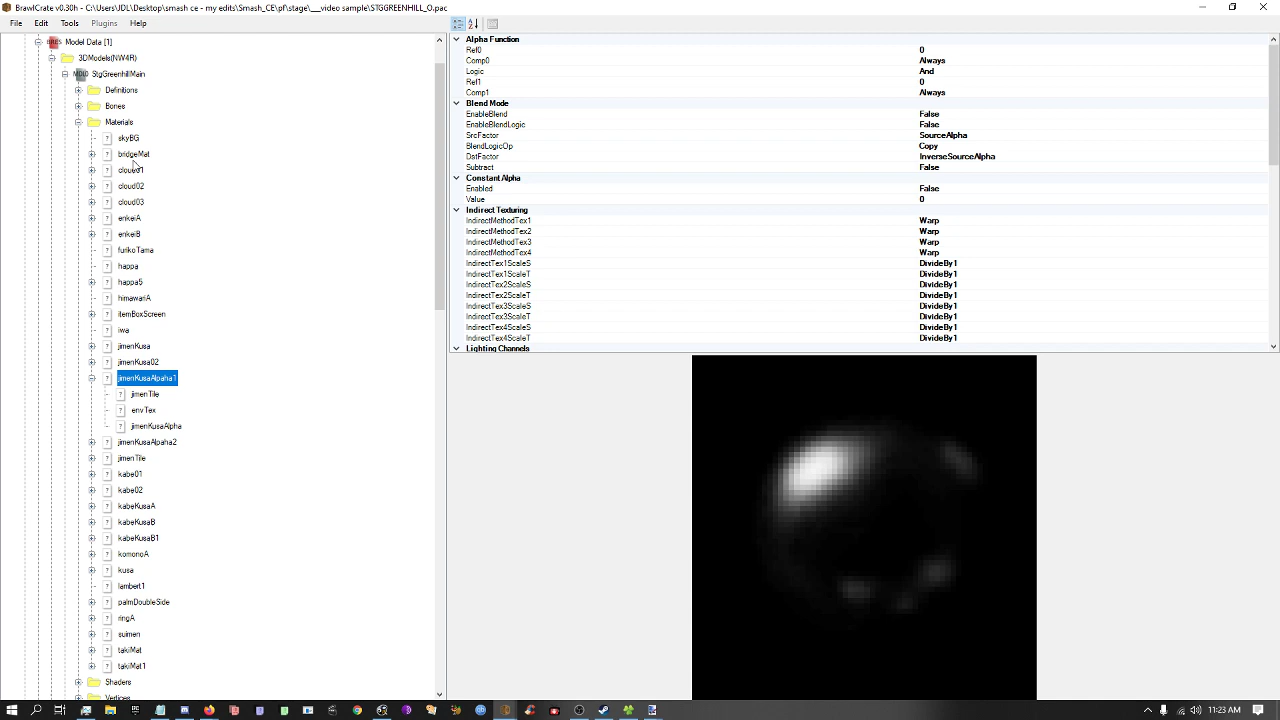 BrawlCrate v0.30h - C:\Users\JDL\Desktop\smash ce - my edits\Smash_CE\pf\stage\__video sample\STGGREENHILL_O.pac
File Edit Tools Plugins Help
Model Data [1]
3DModels(NW4R)
StgGreenhillMain
Definitions
Bones
Materials
skyBG
bridgeMat
cloud01
cloud02
cloud03
enkeiA
enkeiB
furikoTama
happa
happa5
himawariA
itemBoxScreen
iwa
jimenKusa
jimenKusa02
jimenKusaAlpaha1
jimenTile
envTex
jimenKusaAlpha
jimenKusaAlpaha2
jimenTile
kabe01
kabe02
kabeKusaA
kabeKusaB
kabeKusaB1
komonoA
kusa
lambert1
palmDoubleSide
ringA
suimen
takiMat
takiMat1
Shaders
Vertices
Alpha Function
Ref0 0
Comp0 Always
Logic And
Ref1 0
Comp1 Always
Blend Mode
EnableBlend False
EnableBlendLogic False
SrcFactor SourceAlpha
BlendLogicOp Copy
DstFactor InverseSourceAlpha
Subtract False
Constant Alpha
Enabled False
Value 0
Indirect Texturing
IndirectMethodTex1 Warp
IndirectMethodTex2 Warp
IndirectMethodTex3 Warp
IndirectMethodTex4 Warp
IndirectTex1ScaleS DivideBy1
IndirectTex1ScaleT DivideBy1
IndirectTex2ScaleS DivideBy1
IndirectTex2ScaleT DivideBy1
IndirectTex3ScaleS DivideBy1
IndirectTex3ScaleT DivideBy1
IndirectTex4ScaleS DivideBy1
IndirectTex4ScaleT DivideBy1
Lighting Channels
1:23 AM